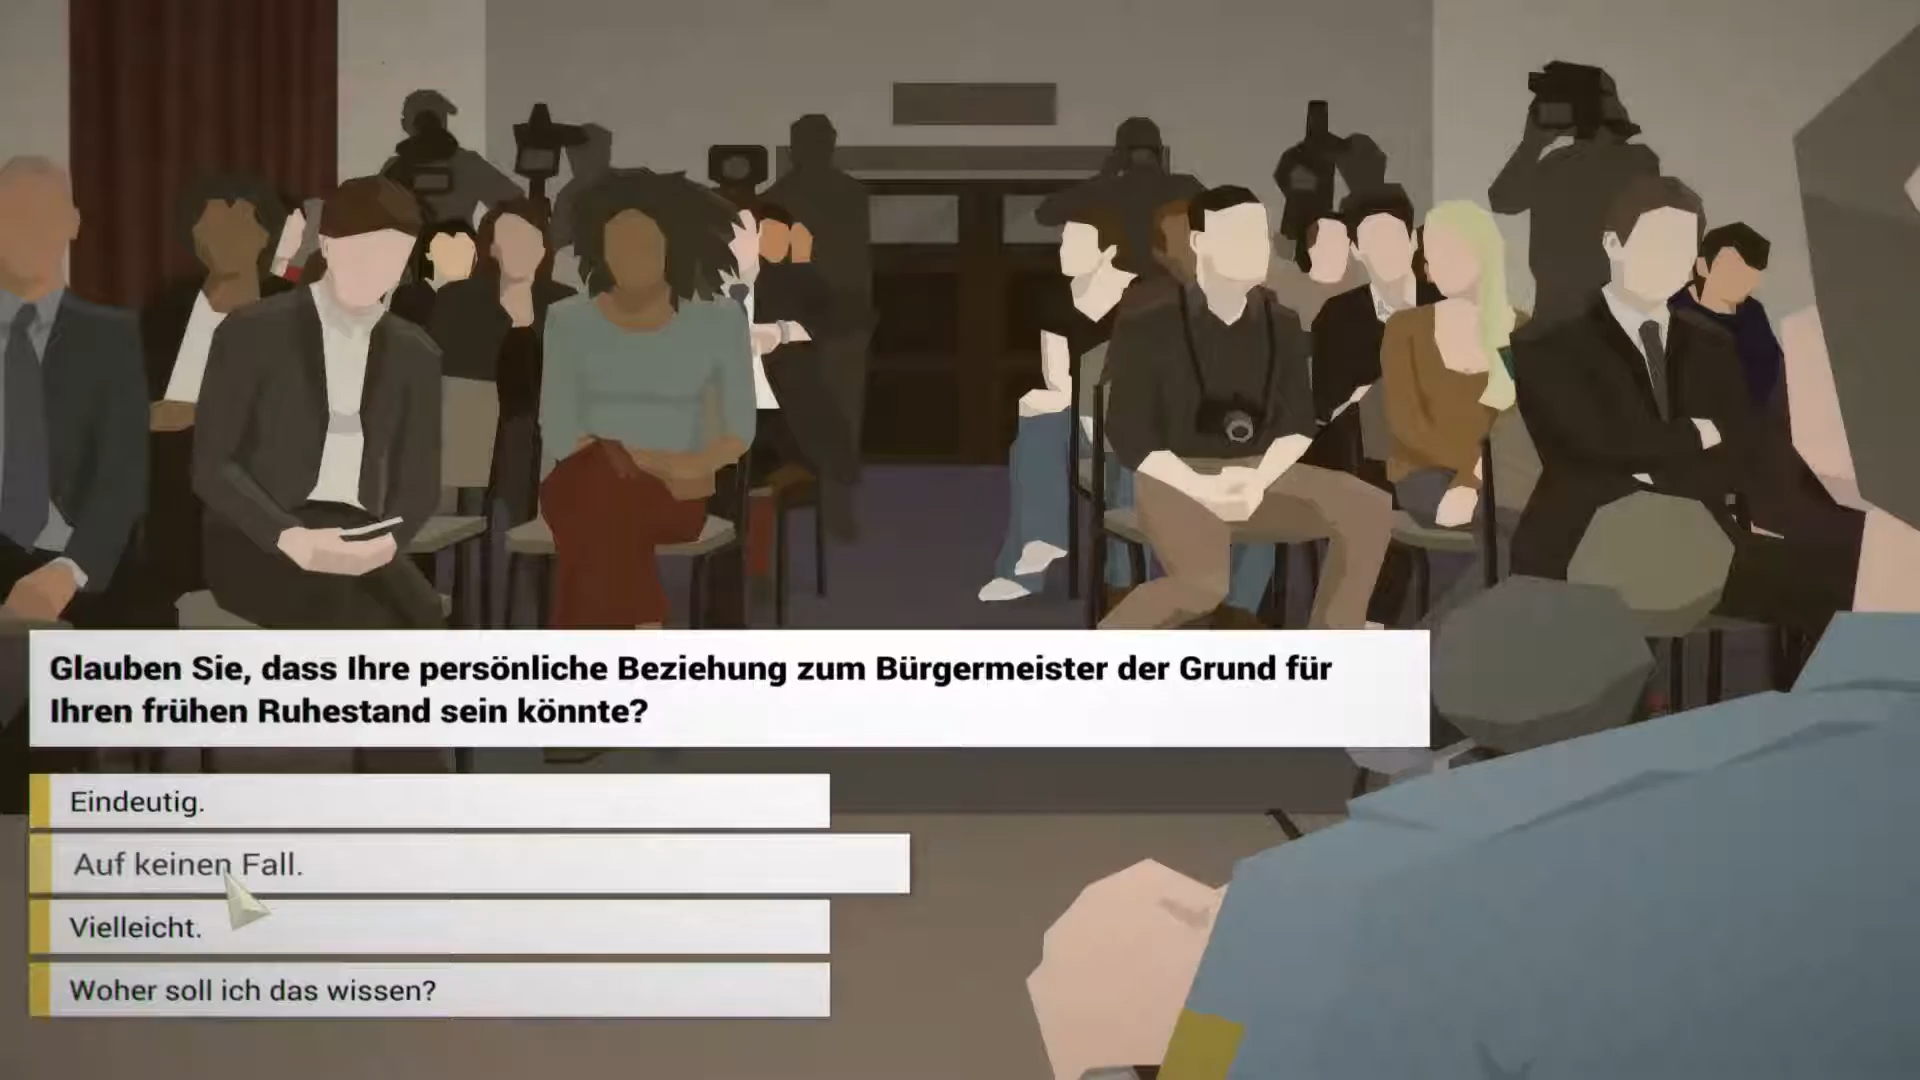 Glauben Sie, dass Ihre persönliche Beziehung zum Bürgermeister der Grund für
Ihren frühen Ruhestand sein könnte?
Eindeutig.
Auf keinen Fall.
Vielleicht.
Woher soll ich das wissen?